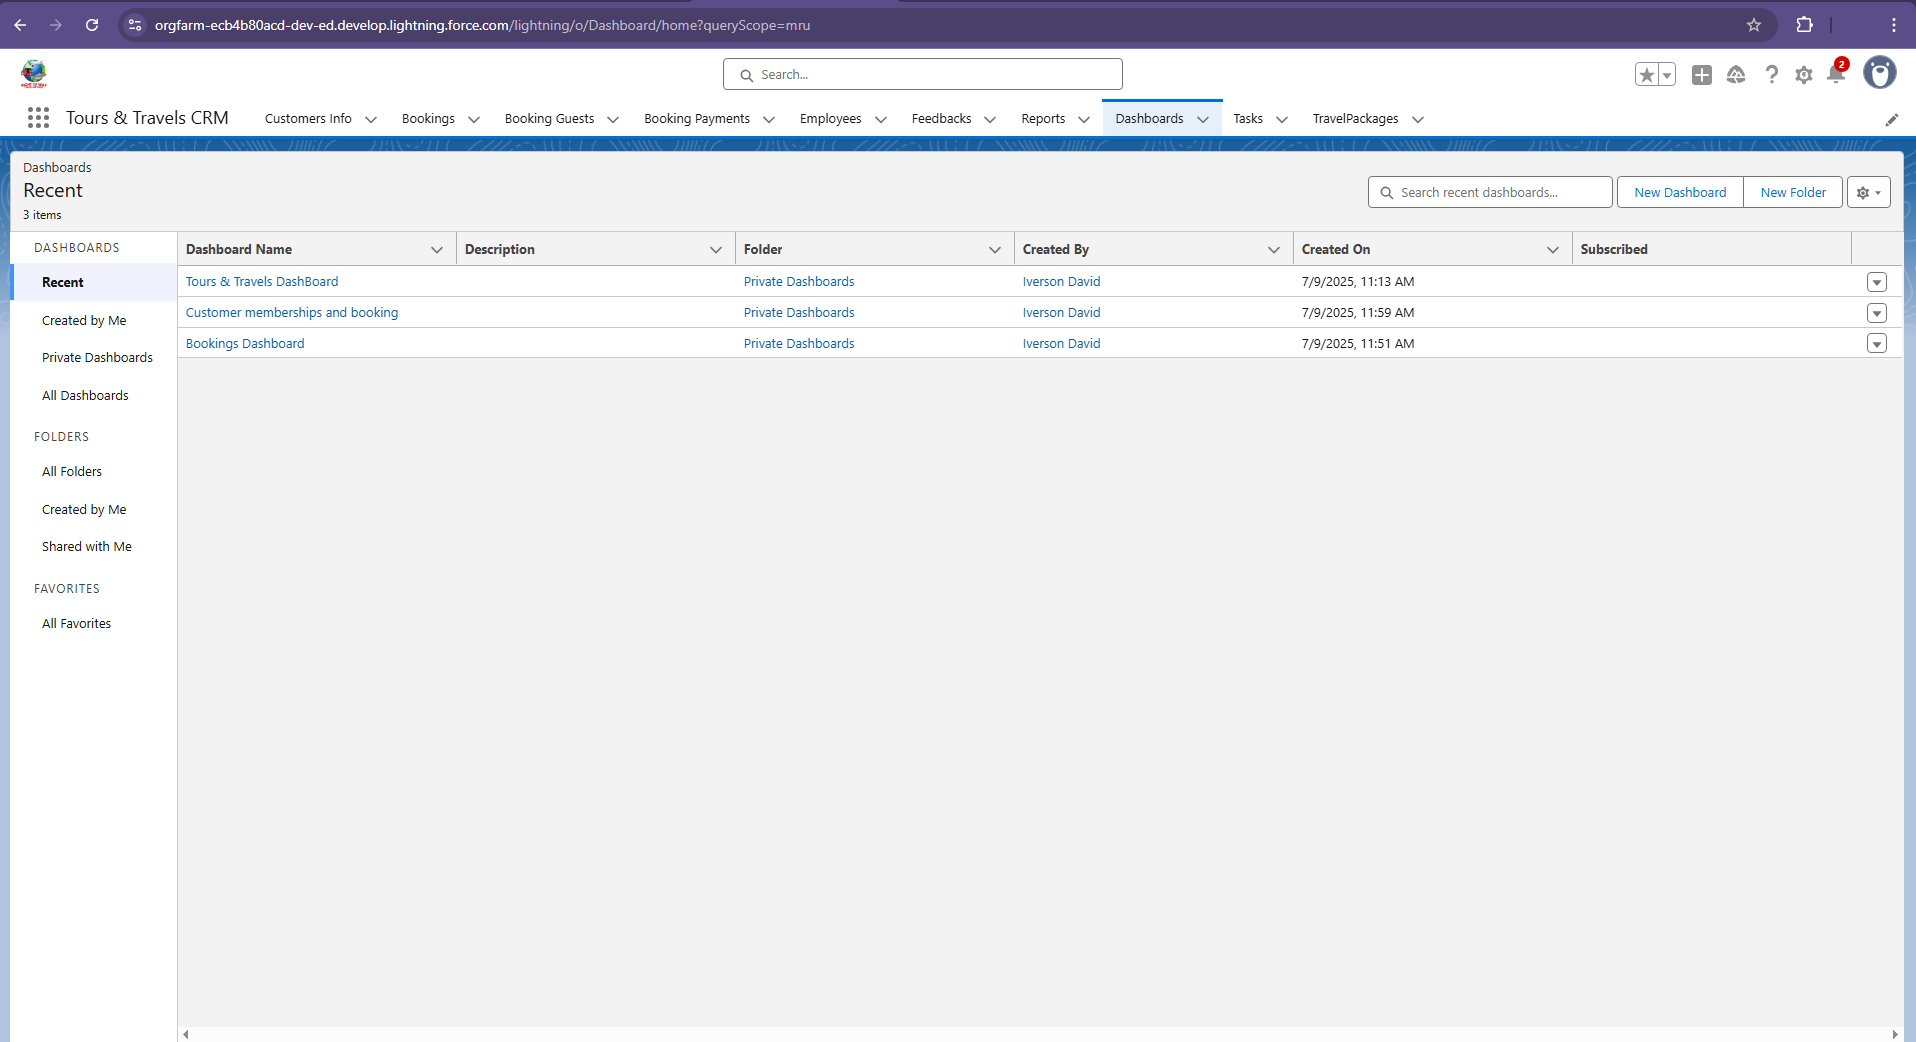 orgfarm-ecb4b80acd-dev-ed.develop.lightning.force.com/lightning/o/Dashboard/home?queryScope=mru
Search...
2
Tours & Travels CRM
Customers Info
Bookings
Booking Guests
Booking Payments
Employees
Feedbacks
Reports
Dashboards
Tasks
TravelPackages
Dashboards
Recent
3 items
Search recent dashboards...
New Dashboard
New Folder
DASHBOARDS
Recent
Created by Me
Private Dashboards
All Dashboards
FOLDERS
All Folders
Created by Me
Shared with Me
FAVORITES
All Favorites
Dashboard Name Description Folder Created By Created On Subscribed
Tours & Travels DashBoard Private Dashboards Iverson David 7/9/2025, 11:13 AM
Customer memberships and booking Private Dashboards Iverson David 7/9/2025, 11:59 AM
Bookings Dashboard Private Dashboards Iverson David 7/9/2025, 11:51 AM